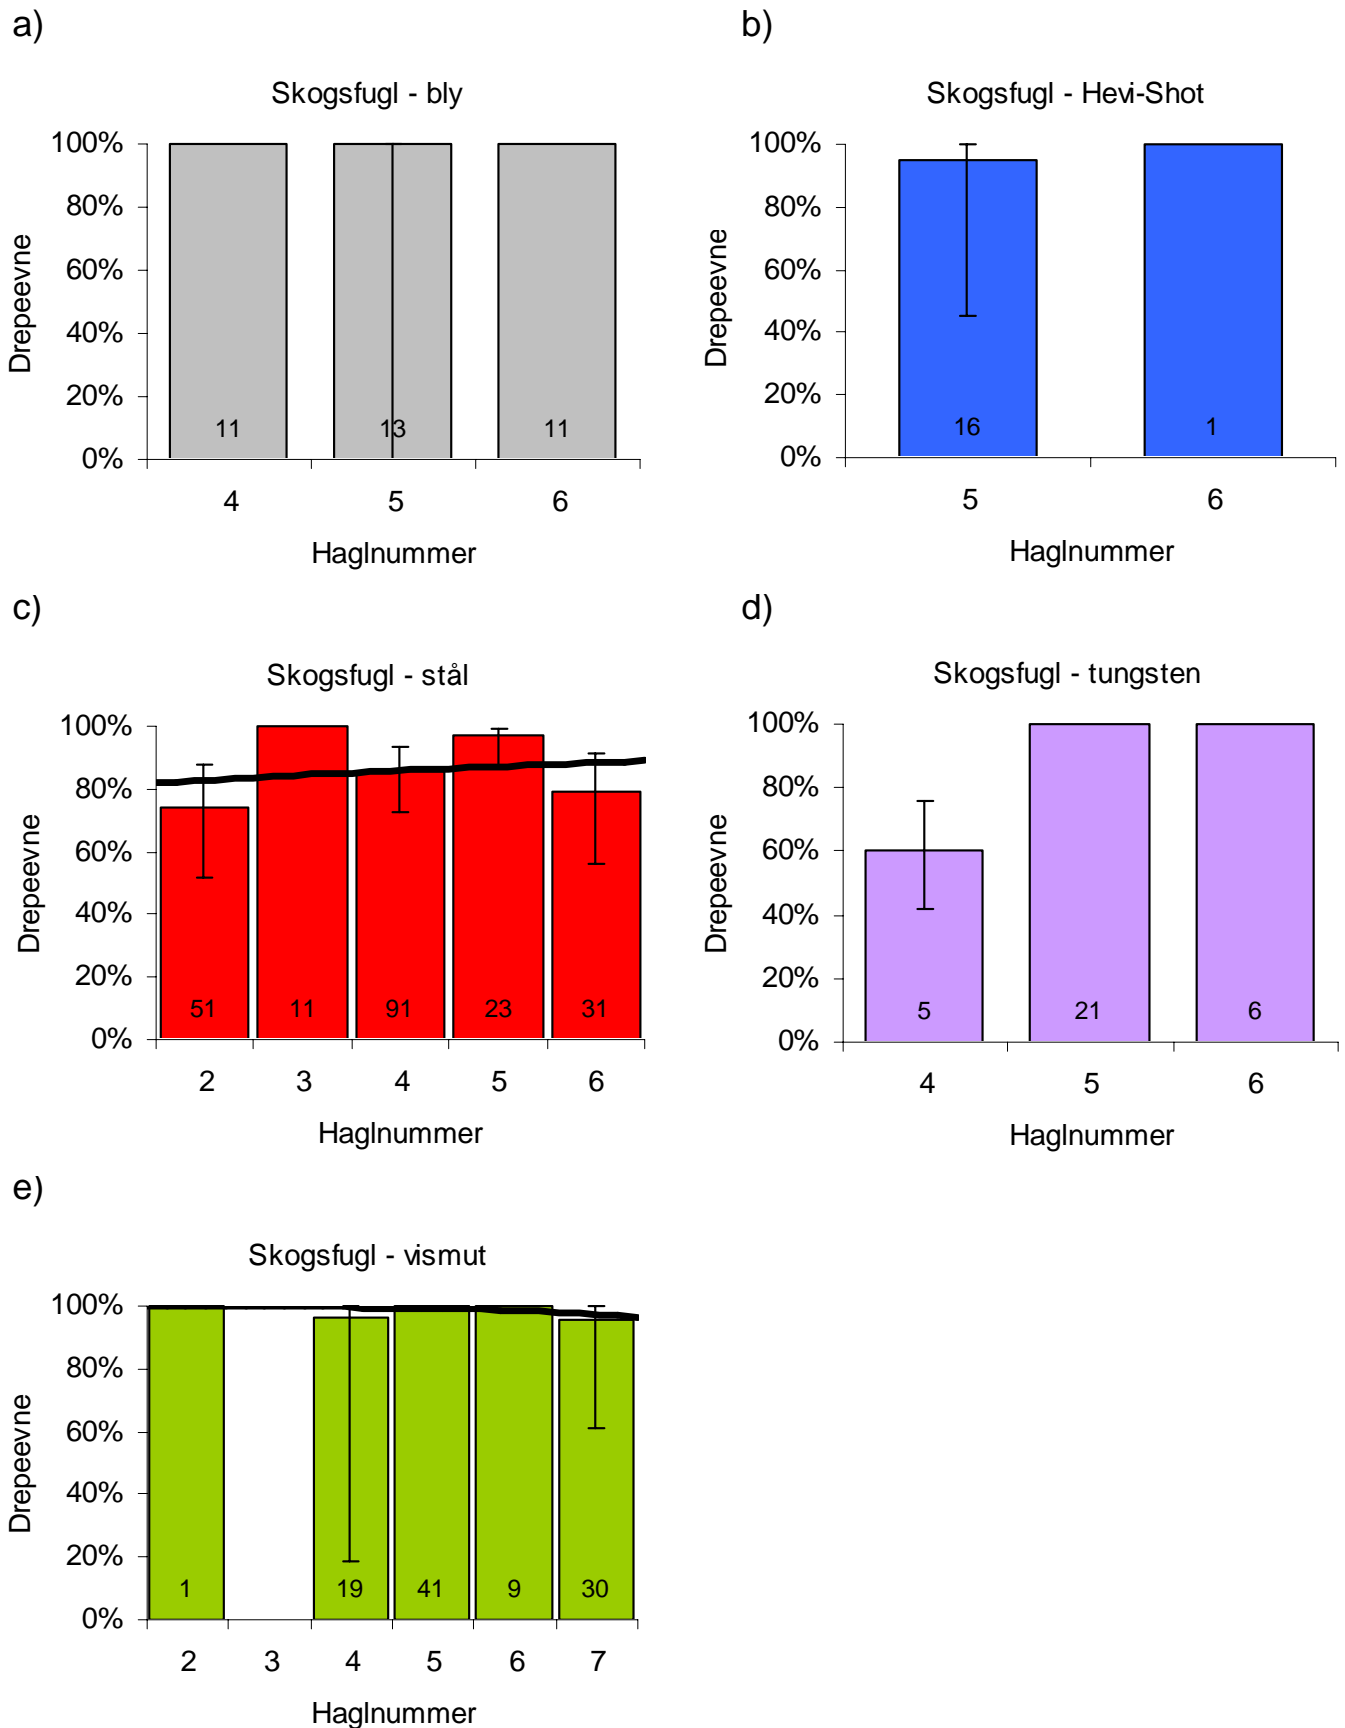 a)
Skogsfugl - bly
100%
80%
60%
40%
20%
0%
Drepeevne
11 13 11
4 5 6
Haglnummer
b)
Skogsfugl - Hevi-Shot
100%
80%
60%
40%
20%
0%
Drepeevne
16 1
5 6
Haglnummer
c)
Skogsfugl - stål
100%
80%
60%
40%
20%
0%
Drepeevne
51 11 91 23 31
2 3 4 5 6
Haglnummer
d)
Skogsfugl - tungsten
100%
80%
60%
40%
20%
0%
Drepeevne
5 21 6
4 5 6
Haglnummer
e)
Skogsfugl - vismut
100%
80%
60%
40%
20%
0%
Drepeevne
1 19 41 9 30
2 3 4 5 6 7
Haglnummer